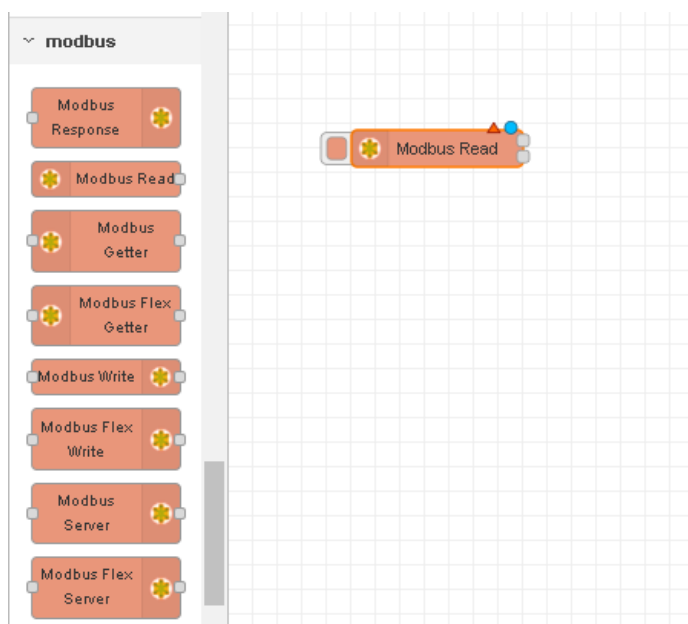 modbus
Modbus
Response
Modbus Read
Modbus
Getter
Modbus Flex
Getter
Modbus Write
Modbus Flex
Write
Modbus
Server
Modbus Flex
Server
Modbus Read